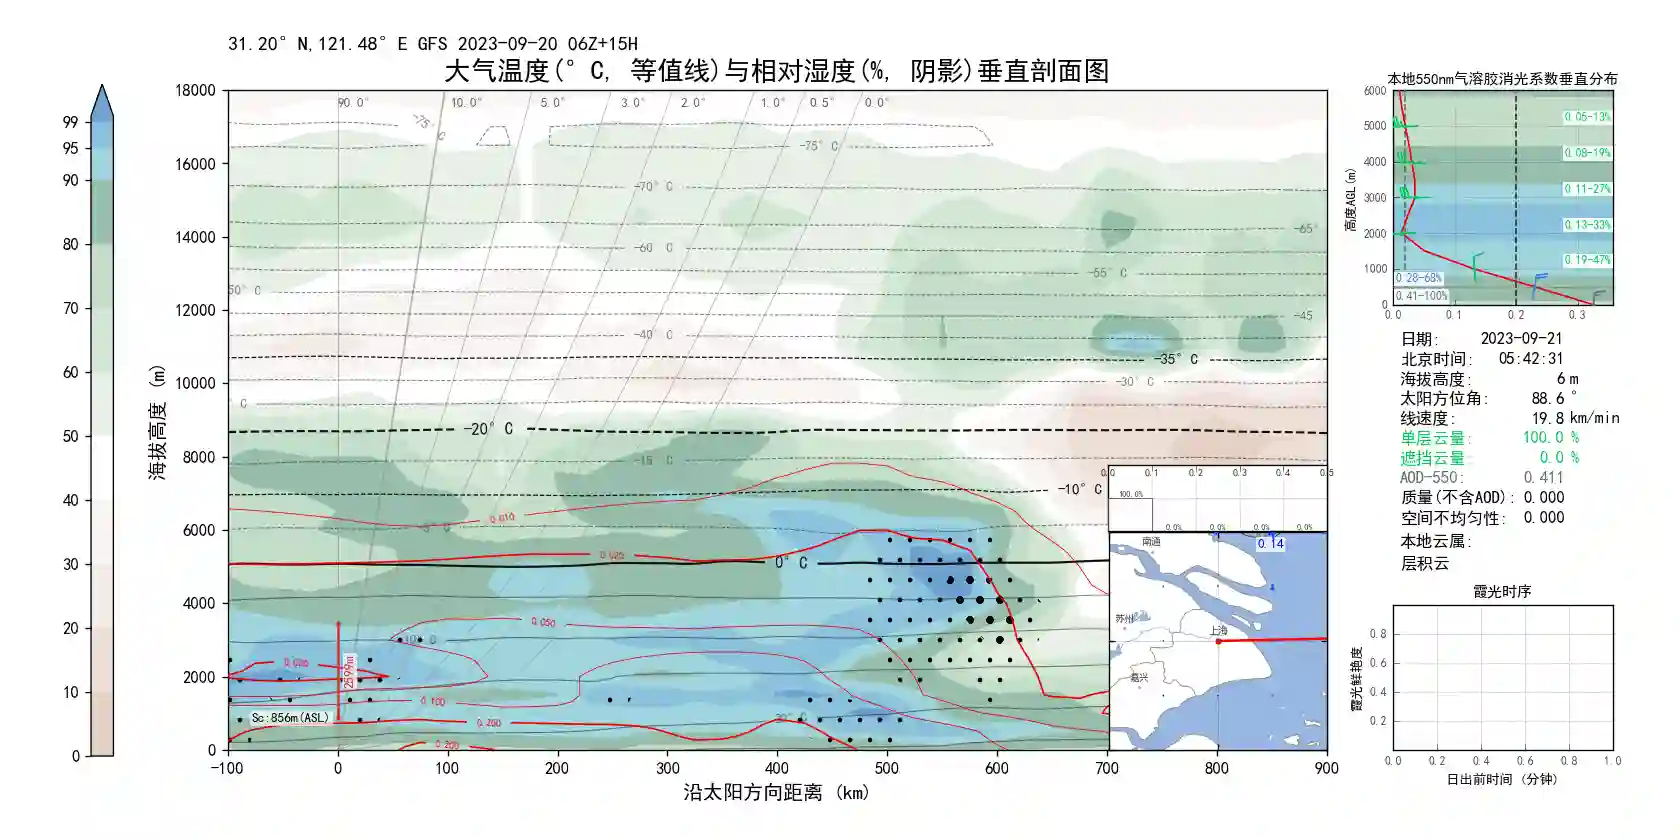 31.20°N,121.48°E GFS 2023-09-20 06Z+15H
大气温度(°C, 等值线)与相对湿度(%, 阴影)垂直剖面图
99
95
90
80
70
60
50
40
30
20
10
0
海拔高度 (m)
18000
16000
14000
12000
10000
8000
6000
4000
2000
0
90.0° 10.0° 5.0° 3.0° 2.0° 1.0° 0.5° 0.0°
-75°C
-75°C
-70°C
-65°
-60 °C
-55 °C
50° C
-45
-40 °C
-35°C
-30 °C
C
-20°C
-15 °C
-10°C
0°C
0.010
0.020
0.050
0.100
0.200
0.200
2599m
Sc:856m(ASL)
-100 0 100 200 300 400 500 600 700 800 900
沿太阳方向距离 (km)
0.0 0.1 0.2 0.3 0.4 0.5
100.0%
0.0% 0.0% 0.0% 0.0%
南通
0.14
苏州
上海
嘉兴
本地550nm气溶胶消光系数垂直分布
高度AGL(m)
6000
5000
4000
3000
2000
1000
0
0.05-13%
0.08-19%
0.11-27%
0.13-33%
0.19-47%
0.28-68%
0.41-100%
0.0 0.1 0.2 0.3
日期: 2023-09-21
北京时间: 05:42:31
海拔高度: 6 m
太阳方位角: 88.6 °
线速度: 19.8 km/min
单层云量: 100.0 %
遮挡云量: 0.0 %
AOD-550: 0.411
质量(不含AOD): 0.000
空间不均匀性: 0.000
本地云属:
层积云
霞光时序
霞光鲜艳度
0.8
0.6
0.4
0.2
0.0 0.2 0.4 0.6 0.8 1.0
日出前时间 (分钟)